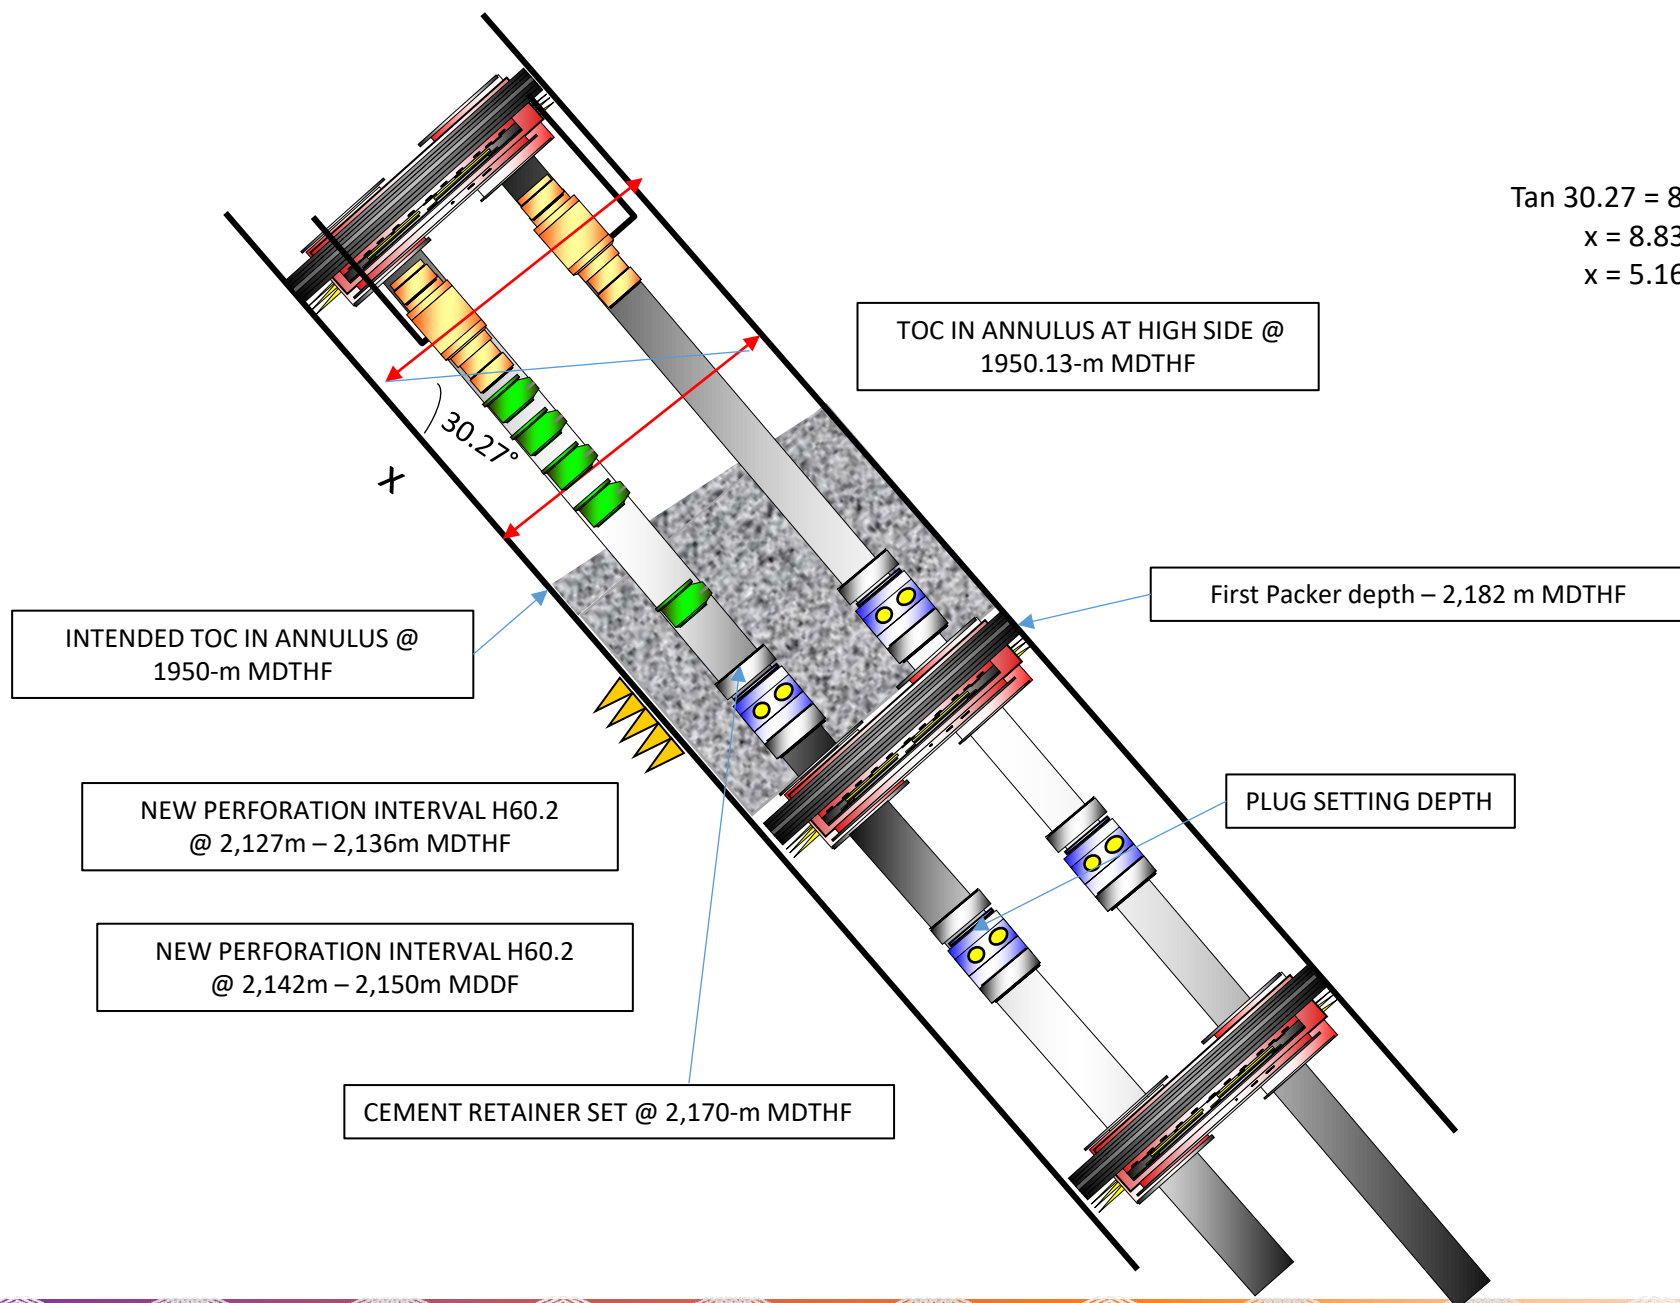 Tan 30.27 = 8
x = 8.83
x = 5.16
TOC IN ANNULUS AT HIGH SIDE @
1950.13-m MDTHF
30.27°
X
First Packer depth – 2,182 m MDTHF
INTENDED TOC IN ANNULUS @
1950-m MDTHF
NEW PERFORATION INTERVAL H60.2
@ 2,127m – 2,136m MDTHF
PLUG SETTING DEPTH
NEW PERFORATION INTERVAL H60.2
@ 2,142m – 2,150m MDDF
CEMENT RETAINER SET @ 2,170-m MDTHF